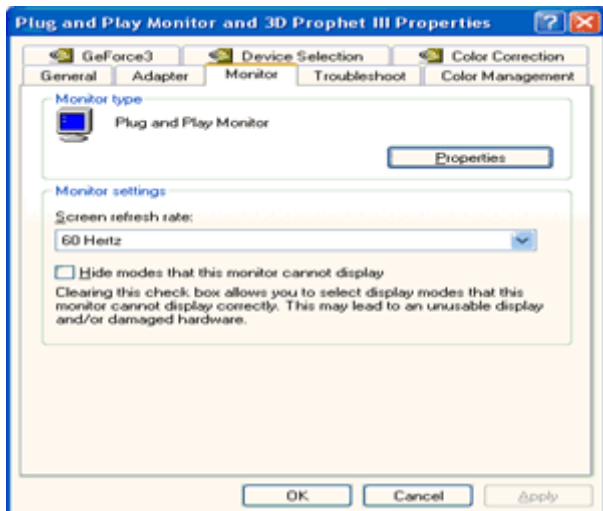 Plug and Play Monitor and 3D Prophet III Properties
GeForce3 Device Selection Color Correction
General Adapter Monitor Troubleshoot Color Management
Monitor type
Plug and Play Monitor
Properties
Monitor settings
Screen refresh rate:
60 Hertz
Hide modes that this monitor cannot display
Clearing this check box allows you to select display modes that this
monitor cannot display correctly. This may lead to an unusable display
and/or damaged hardware.
OK Cancel Apply